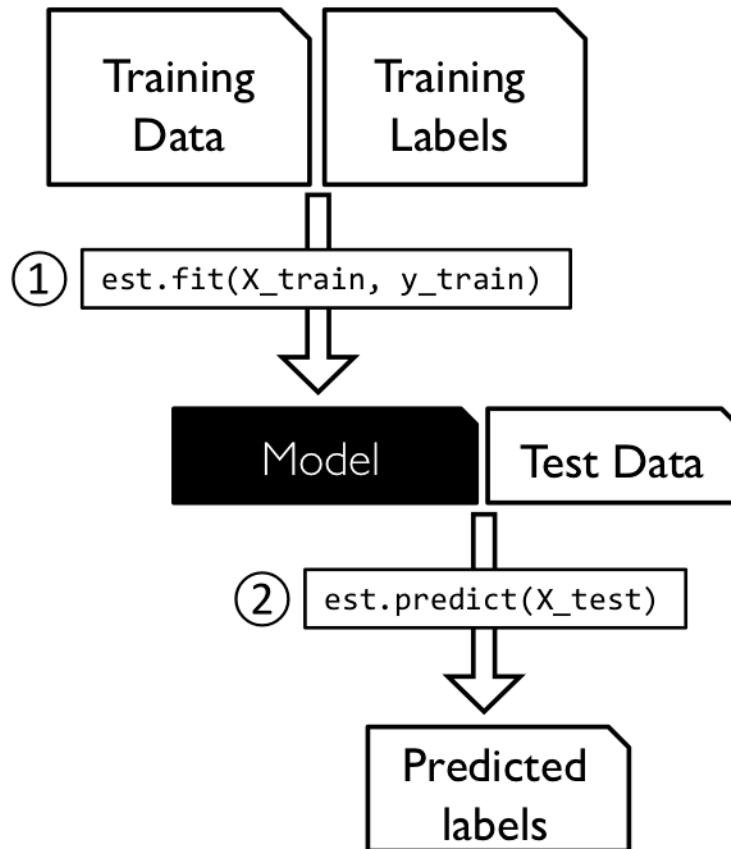 Training
Data
Training
Labels
① est.fit(X_train, y_train)
Model
Test Data
② est.predict(X_test)
Predicted
labels